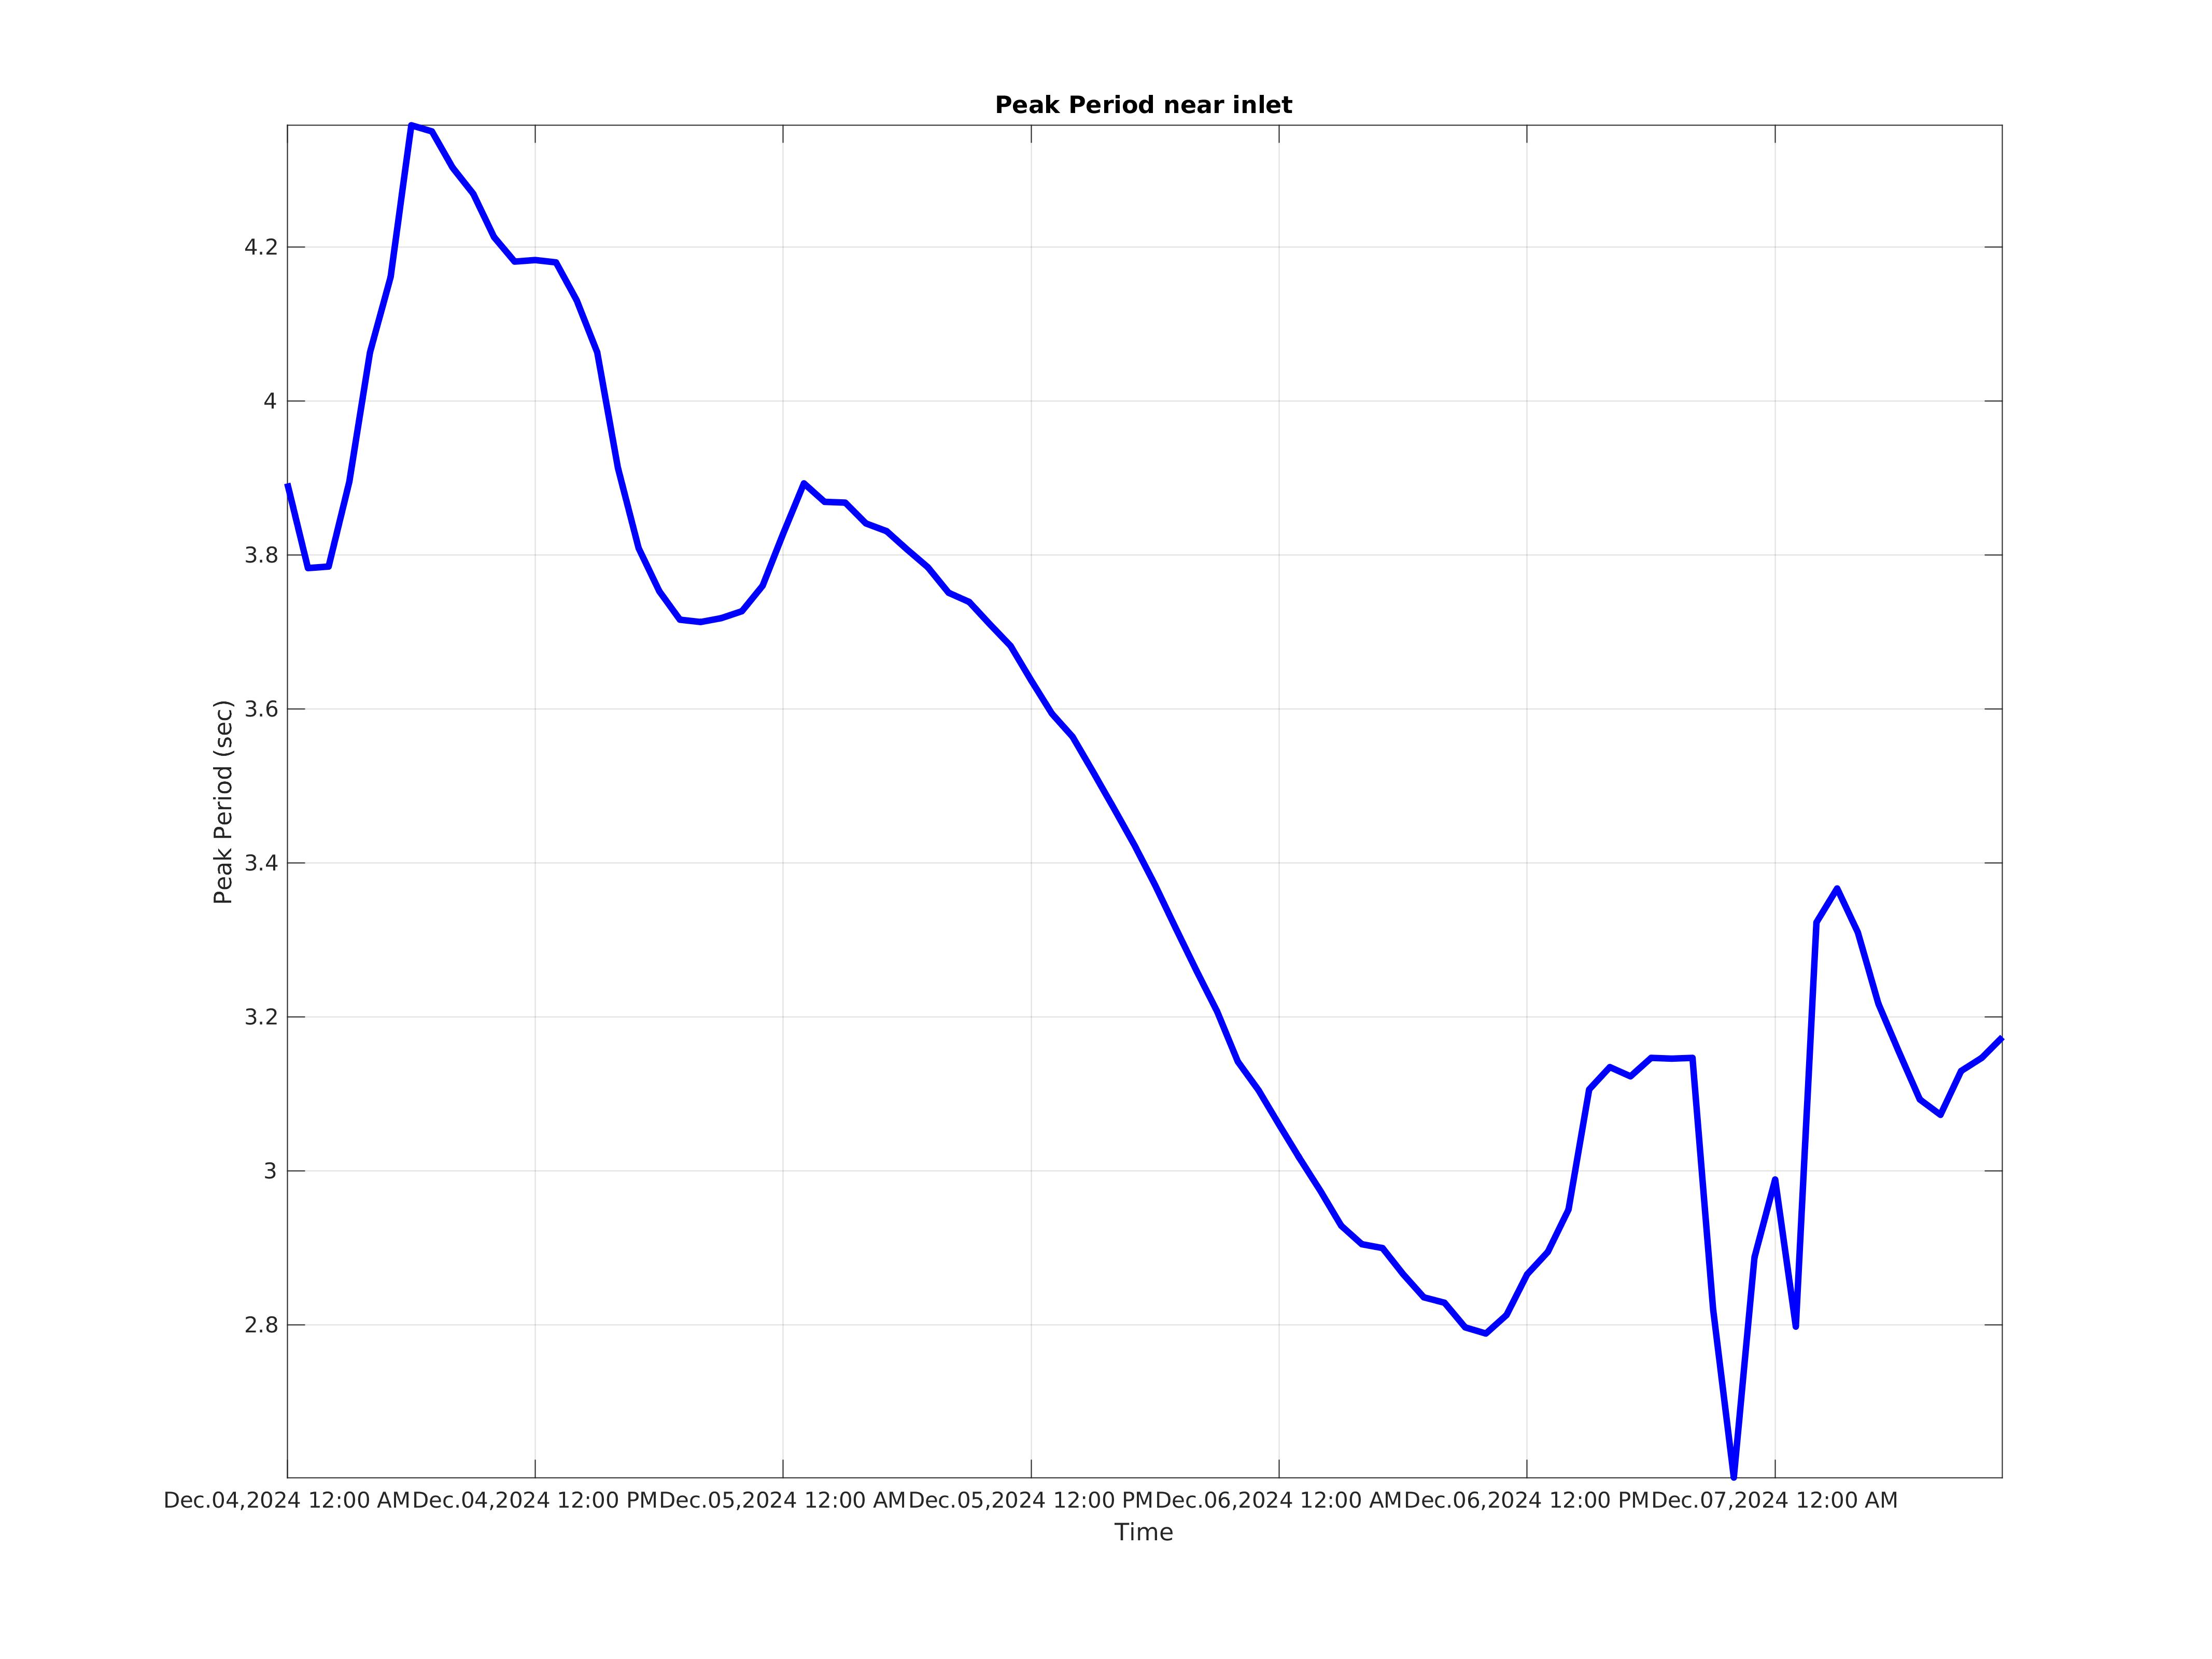 Peak Period near inlet
4.2
4
3.8
3.6
3.4
3.2
3
2.8
Peak Period (sec)
Dec.04,2024 12:00 AM Dec.04,2024 12:00 PM Dec.05,2024 12:00 AM Dec.05,2024 12:00 PM Dec.06,2024 12:00 AM Dec.06,2024 12:00 PM Dec.07,2024 12:00 AM
Time